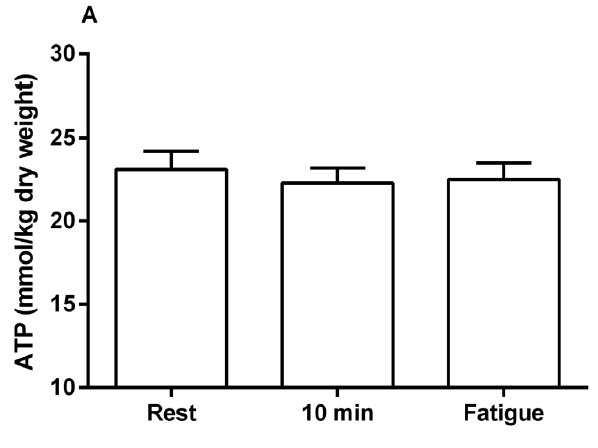 A
ATP (mmol/kg dry weight)
30
25
20
15
10
Rest
10 min
Fatigue